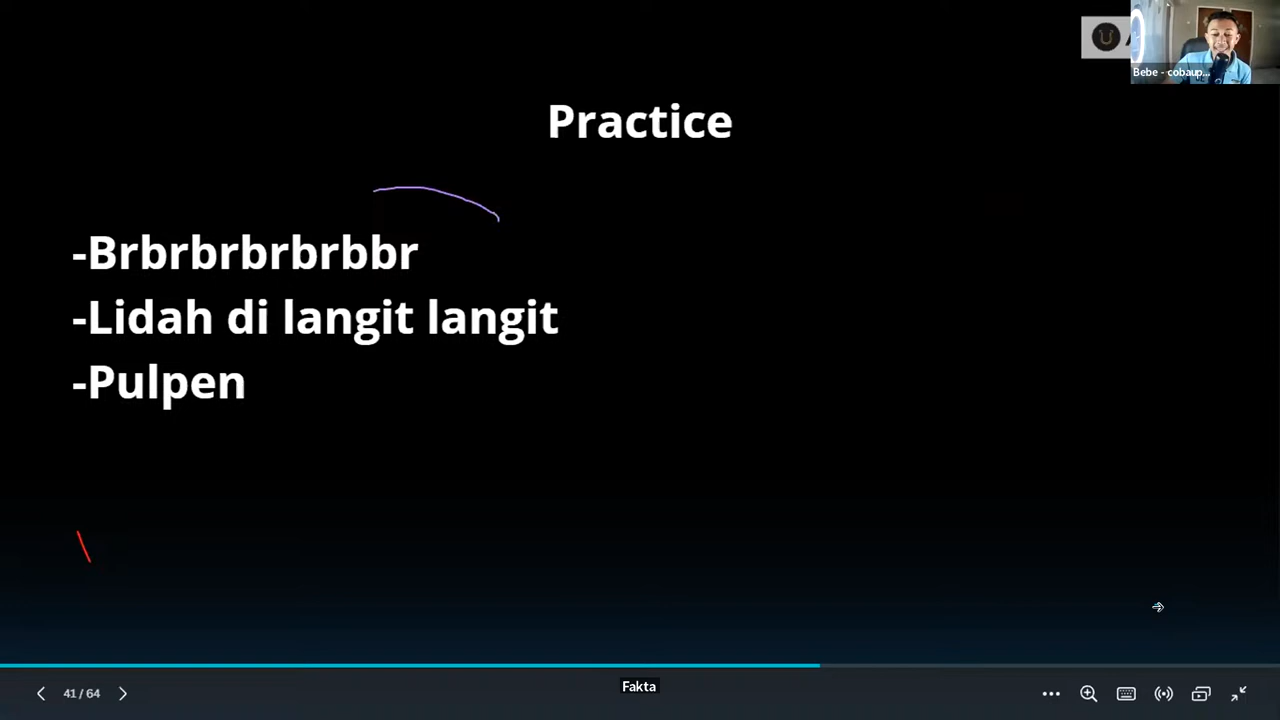 Bebe - cobaup...
Practice
-Brbrbrbrbrbbr
-Lidah di langit langit
-Pulpen
41 / 64
Fakta